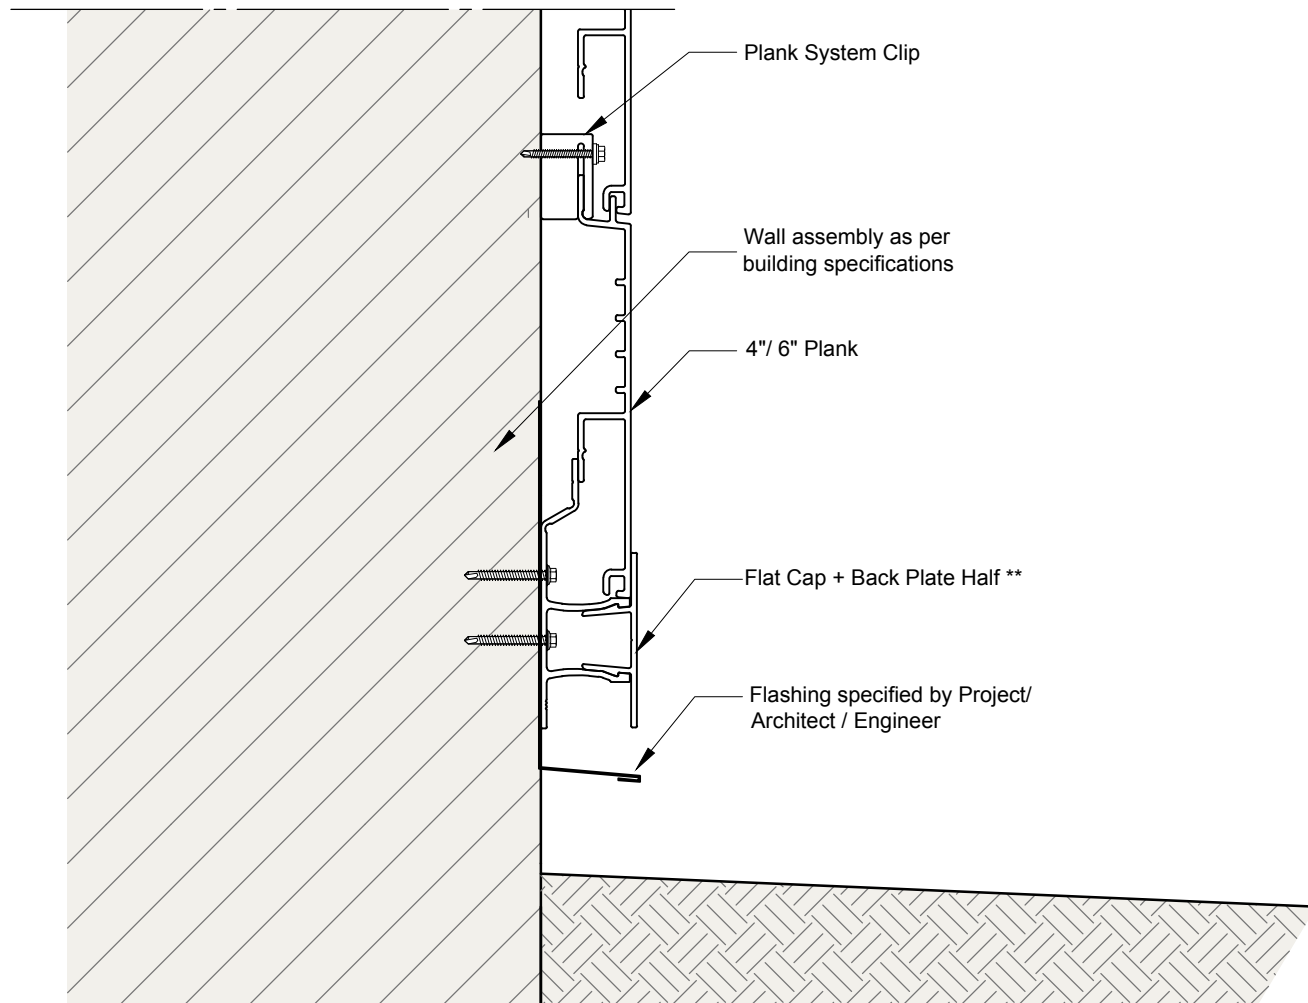 Plank System Clip
Wall assembly as per
building specifications
4"/ 6" Plank
Flat Cap + Back Plate Half **
Flashing specified by Project/
Architect / Engineer